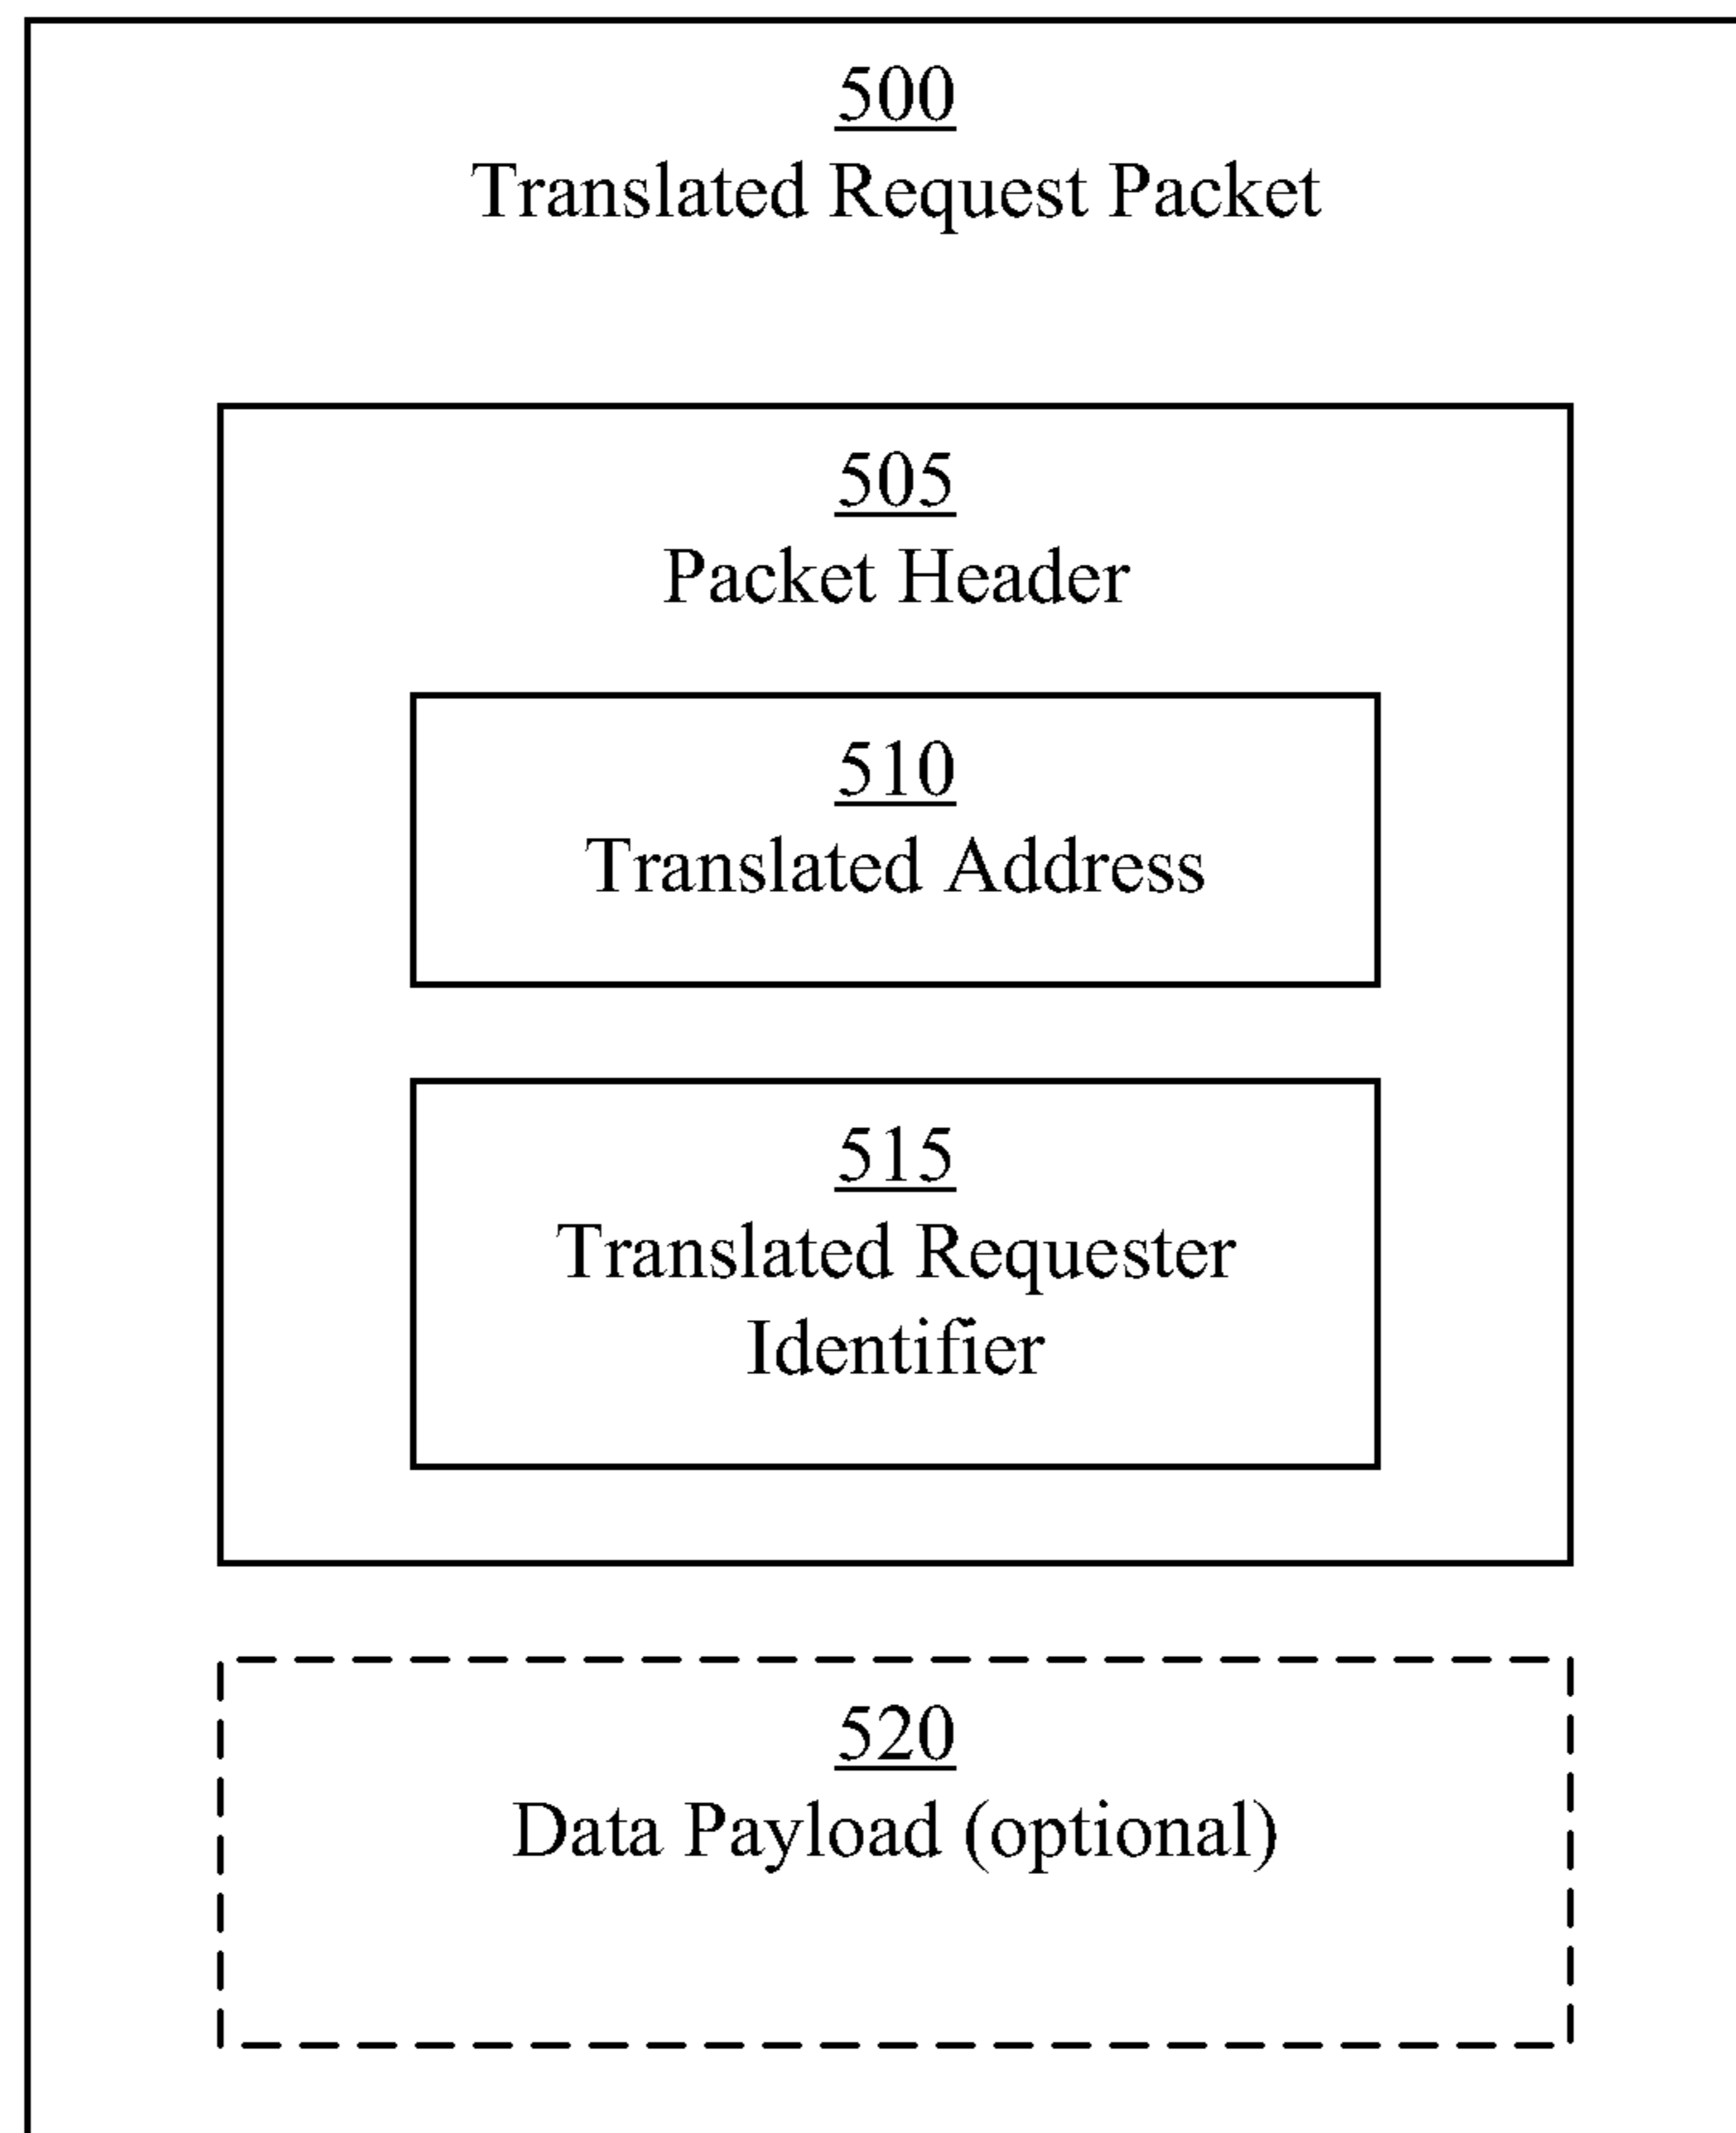 500
Translated Request Packet
505
Packet Header
510
Translated Address
515
Translated Requester
Identifier
520
Data Payload (optional)